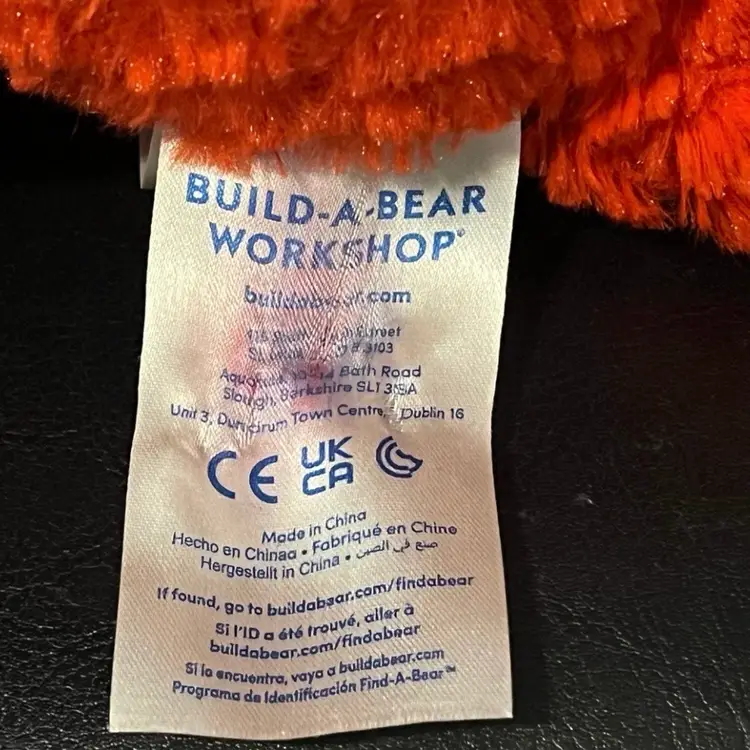 BUILD-A-BEAR
WORKSHOP®
buildabear.com
Street
3103
Bath Road
Slough, Berkshire SL1
Unit 3, Dundrum Town Centre, Dublin 16
CE UK
CA
Made in China
Hecho en Chinaa • Fabriqué en Chine
Hergestellt in China • صنع في الصين
If found, go to buildabear.com/findabear
Si l'ID a été trouvé, aller à
buildabear.com/findabear
Si lo encuentra, vaya a buildabear.com
Programa de Identificación Find-A-Bear™